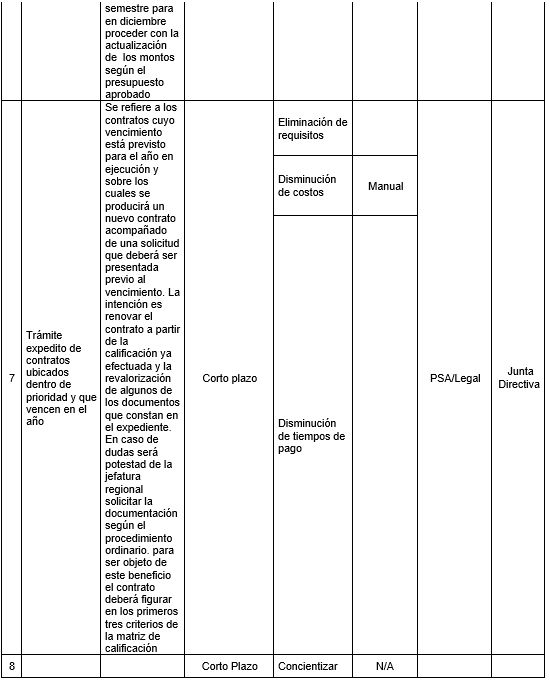 semestre para
en diciembre
proceder con la
actualización
de los montos
según el
presupuesto
aprobado
7
Trámite
expedito de
contratos
ubicados
dentro de
prioridad y que
vencen en el
año
Se refiere a los
contratos cuyo
vencimiento
está previsto
para el año en
ejecución y
sobre los
cuales se
producirá un
nuevo contrato
acompañado
de una solicitud
que deberá ser
presentada
previo al
vencimiento. La
intención es
renovar el
contrato a partir
de la
calificación ya
efectuada y la
revalorización
de algunos de
los documentos
que constan en
el expediente.
En caso de
dudas será
potestad de la
jefatura
regional
solicitar la
documentación
según el
procedimiento
ordinario. para
ser objeto de
este beneficio
el contrato
deberá figurar
en los primeros
tres criterios de
la matriz de
calificación
Corto plazo
Eliminación de
requisitos
Disminución
de costos
Manual
Disminución
de tiempos de
pago
PSA/Legal
Junta
Directiva
8
Corto Plazo
Concientizar
N/A